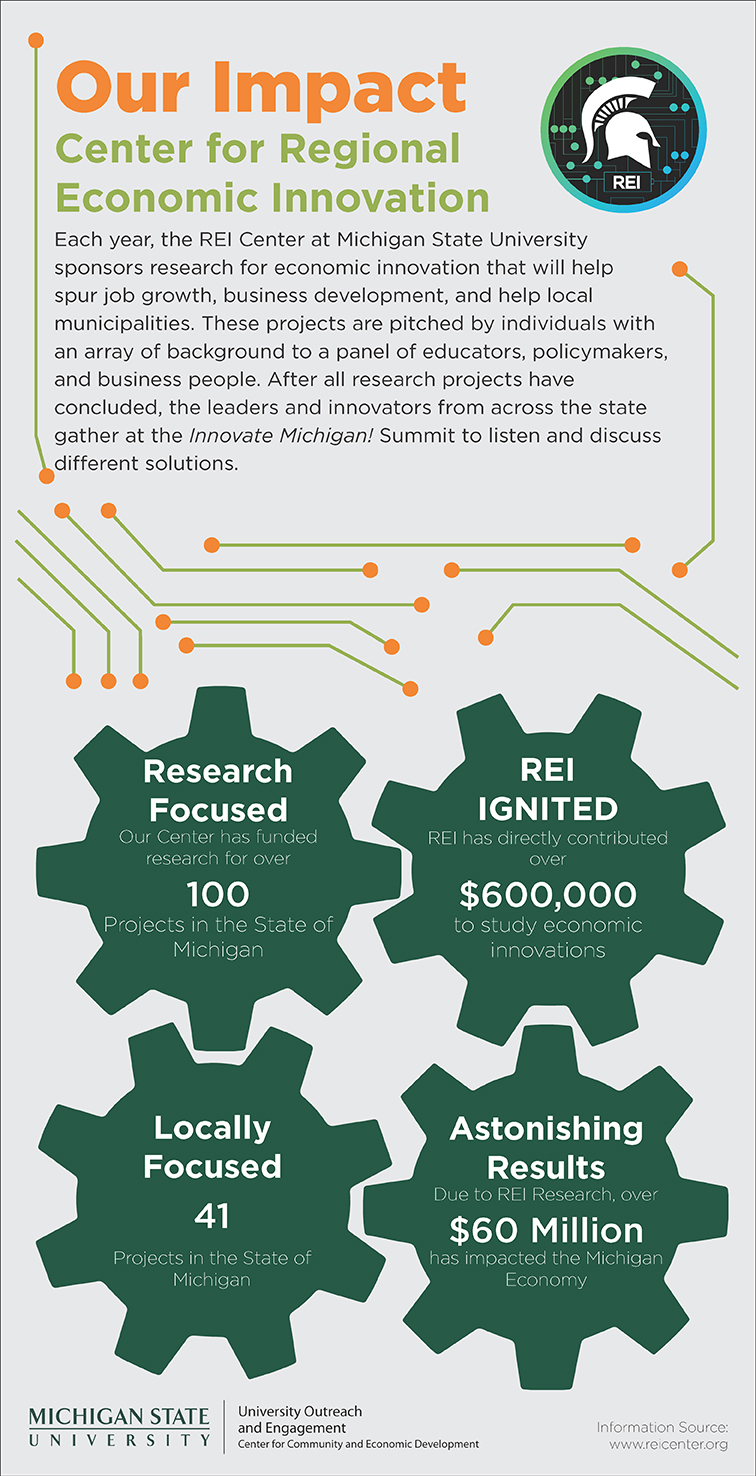 Our Impact
Center for Regional
Economic Innovation
REI
Each year, the REI Center at Michigan State University
sponsors research for economic innovation that will help
spur job growth, business development, and help local
municipalities. These projects are pitched by individuals with
an array of background to a panel of educators, policymakers,
and business people. After all research projects have
concluded, the leaders and innovators from across the state
gather at the Innovate Michigan! Summit to listen and discuss
different solutions.
Research
Focused
Our Center has funded
research for over
100
Projects in the State of
Michigan
REI
IGNITED
REI has directly contributed
over
$600,000
to study economic
innovations
Locally
Focused
41
Projects in the State of
Michigan
Astonishing
Results
Due to REI Research, over
$60 Million
has impacted the Michigan
Economy
MICHIGAN STATE
UNIVERSITY
University Outreach
and Engagement
Center for Community and Economic Development
Information Source:
www.reicenter.org